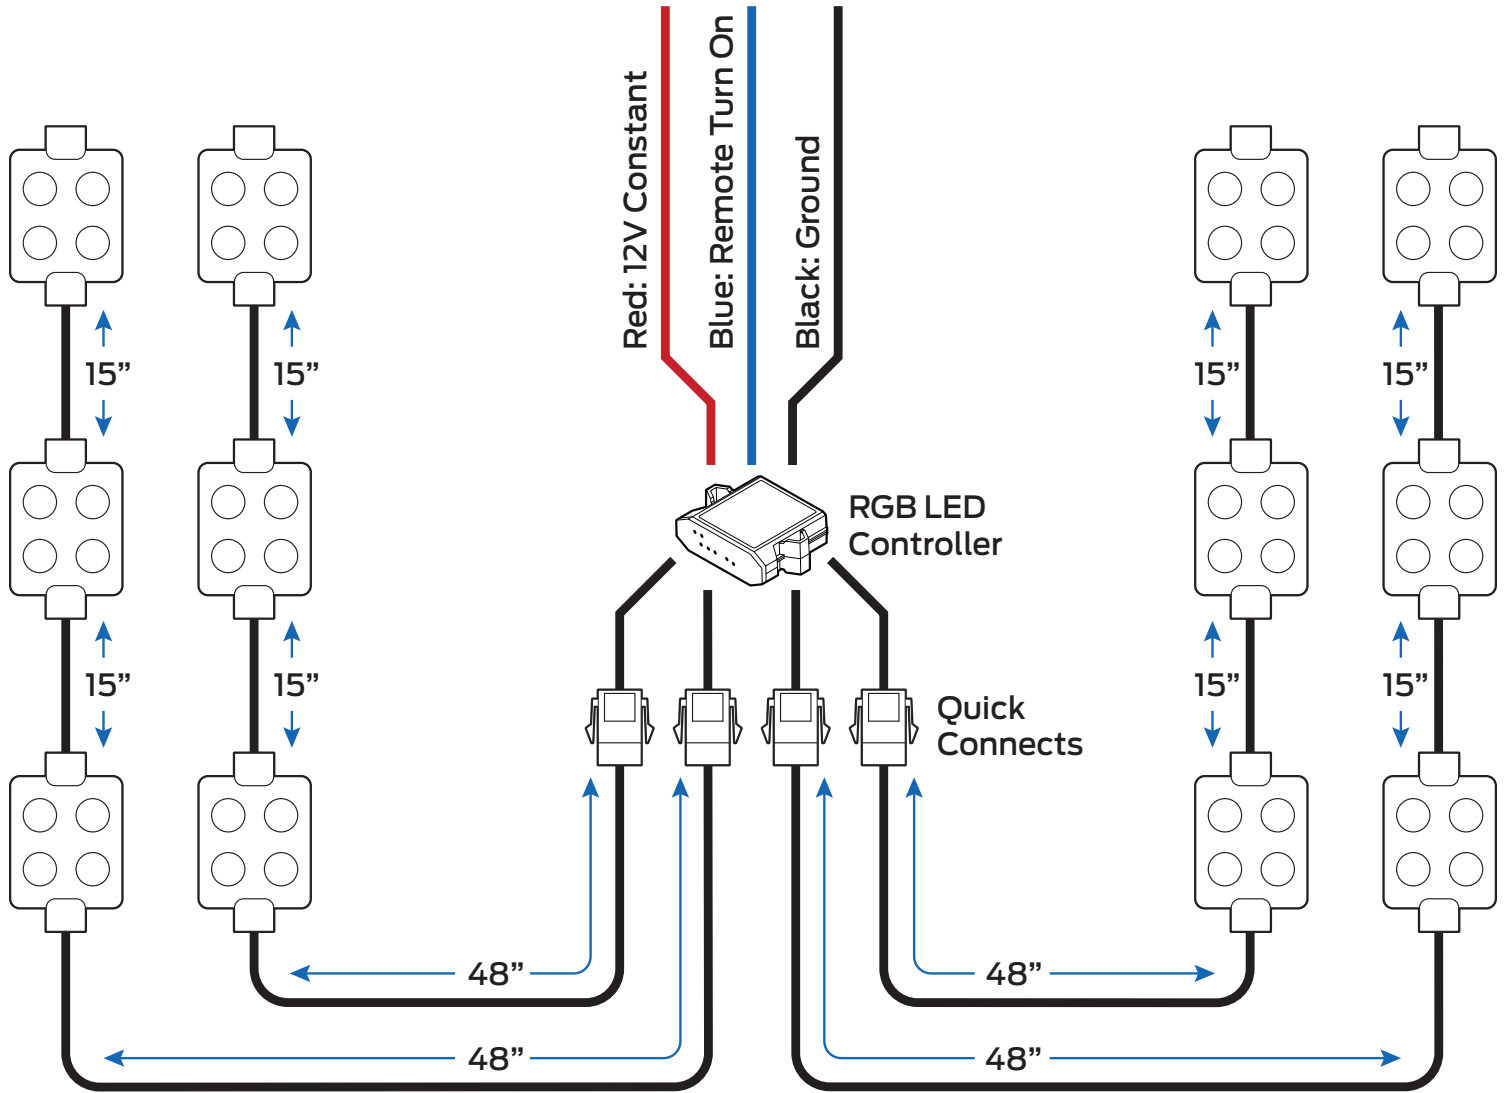 Red: 12V Constant
Blue: Remote Turn On
Black: Ground
15”
15”
15”
15”
RGB LED
Controller
15”
15”
15”
15”
Quick
Connects
48”
48”
48”
48”